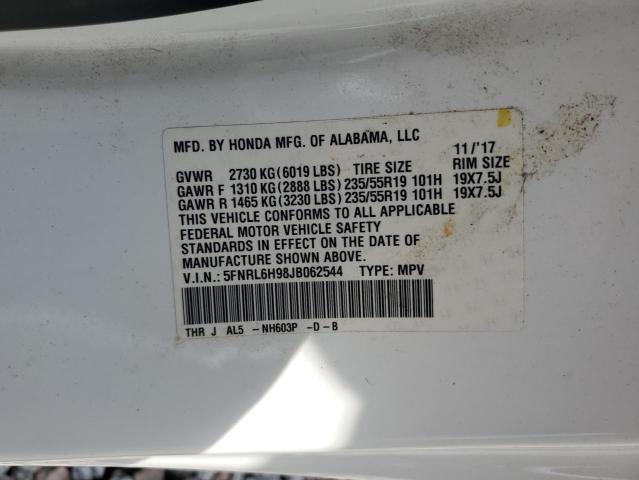 MFD. BY HONDA MFG. OF ALABAMA, LLC 11/'17
GVWR 2730 KG(6019 LBS) TIRE SIZE RIM SIZE
GAWR F 1310 KG(2888 LBS)235/55R19 101H 19X7.5J
GAWR R 1465 KG(3230 LBS)235/55R19 101H 19X7.5J
THIS VEHICLE CONFORMS TO ALL APPLICABLE
FEDERAL MOTOR VEHICLE SAFETY
STANDARDS IN EFFECT ON THE DATE OF
MANUFACTURE SHOWN ABOVE.
V.I.N.: 5FNRL6H98JB062544 TYPE: MPV
THR J AL5 -NH603P -D-B